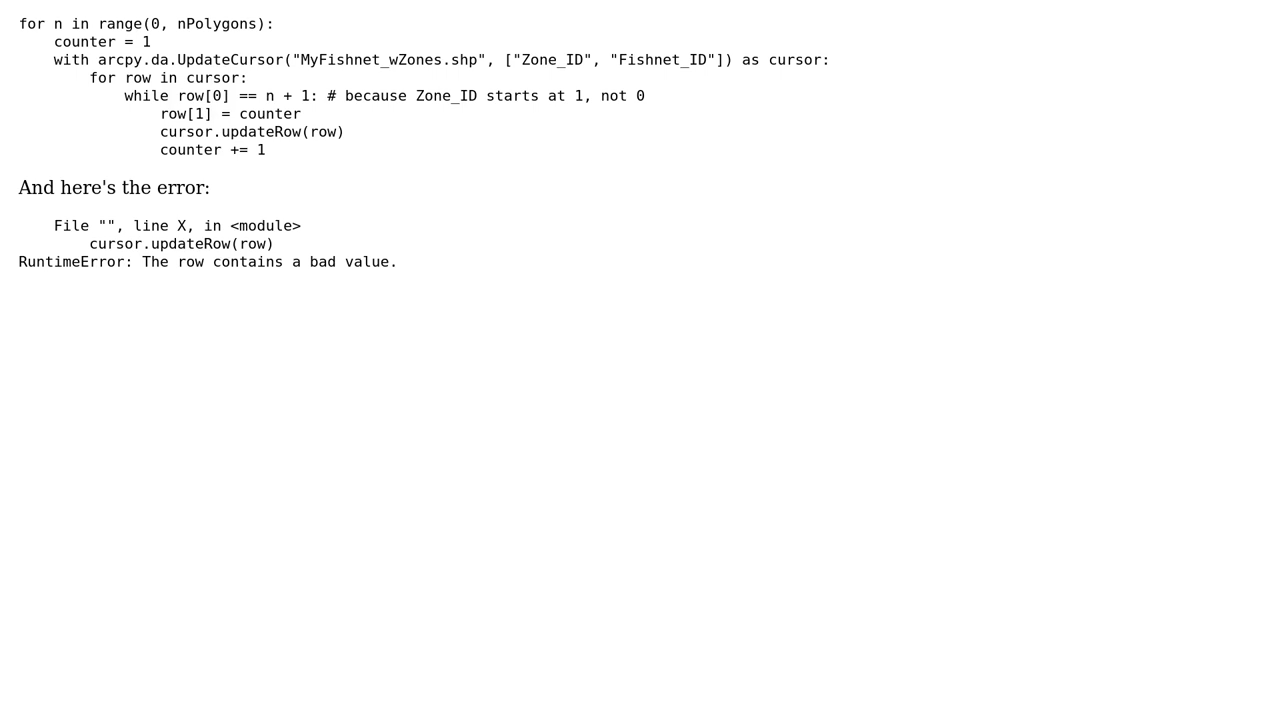 for n in range(0, nPolygons):
    counter = 1
    with arcpy.da.UpdateCursor("MyFishnet_wZones.shp", ["Zone_ID", "Fishnet_ID"]) as cursor:
        for row in cursor:
            while row[0] == n + 1: # because Zone_ID starts at 1, not 0
                row[1] = counter
                cursor.updateRow(row)
                counter += 1
And here's the error:
    File "", line X, in <module>
        cursor.updateRow(row)
RuntimeError: The row contains a bad value.